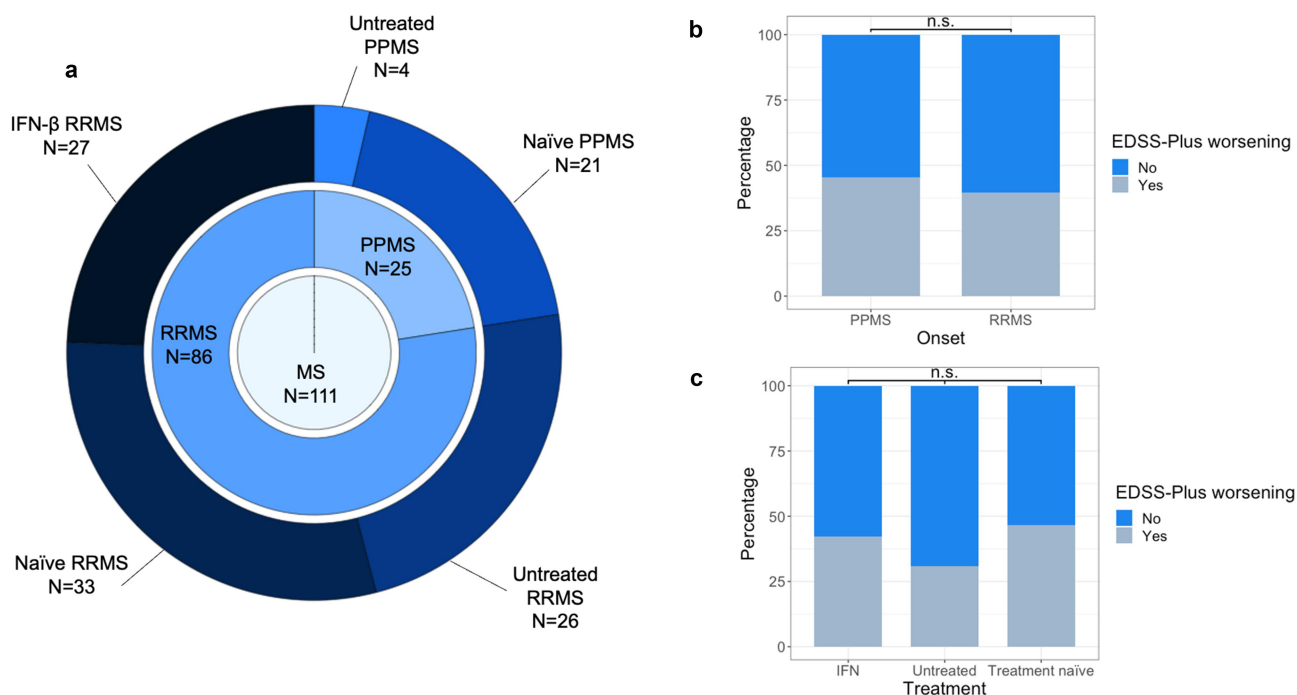 a
Untreated
PPMS
N=4
IFN-β RRMS
N=27
Naïve PPMS
N=21
PPMS
N=25
RRMS
N=86
MS
N=111
Naïve RRMS
N=33
Untreated
RRMS
N=26
b
n.s.
100
75
50
25
0
Percentage
PPMS
RRMS
Onset
EDSS-Plus worsening
No
Yes
c
n.s.
100
75
50
25
0
Percentage
IFN
Untreated
Treatment naïve
Treatment
EDSS-Plus worsening
No
Yes